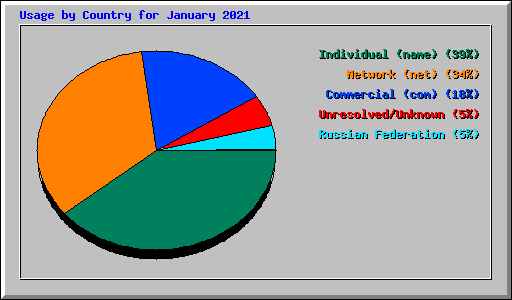 Usage by Country for January 2021
Individual (name) (39%)
Network (net) (34%)
Commercial (com) (18%)
Unresolved/Unknown (5%)
Russian Federation (5%)